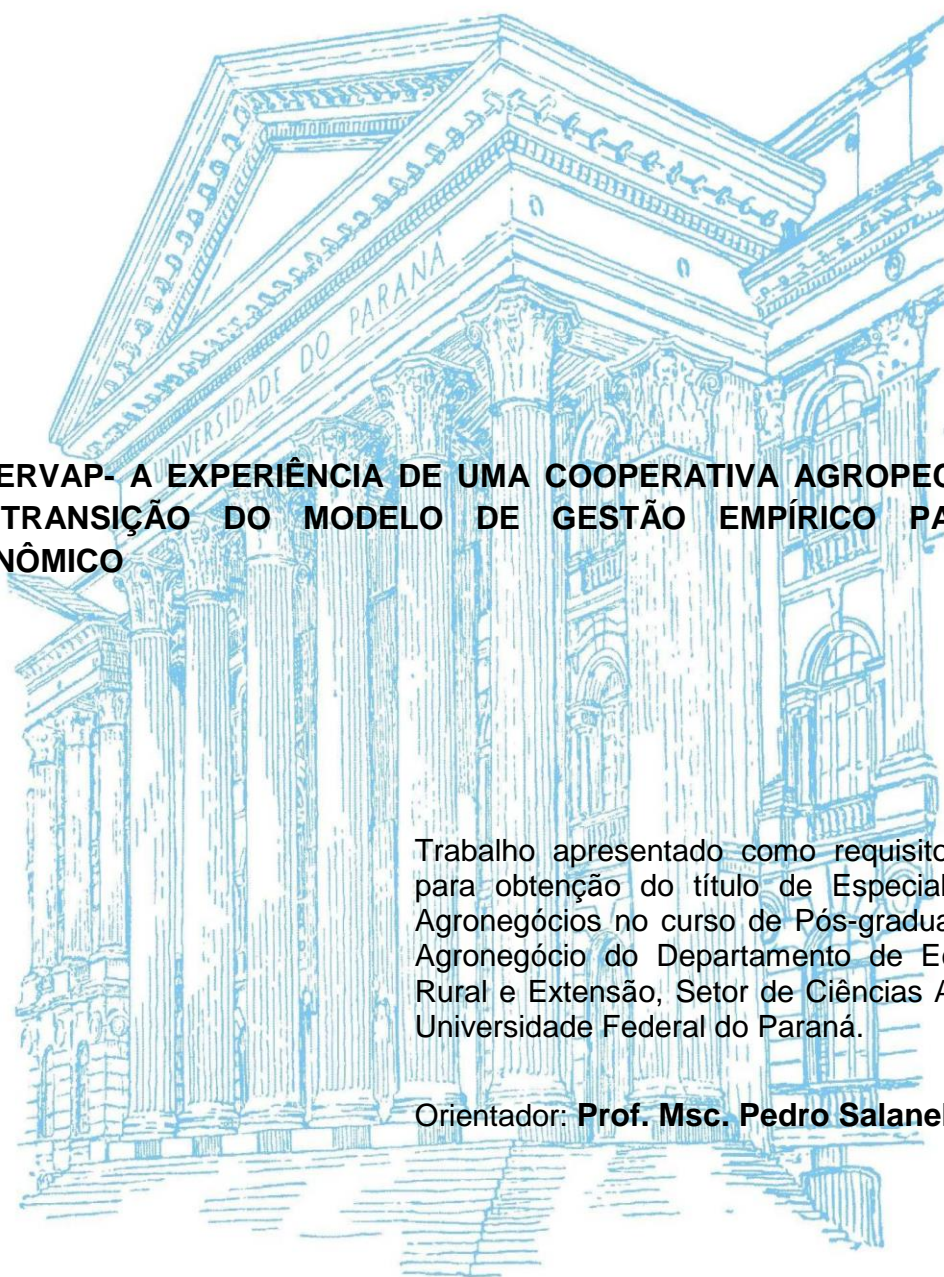 UNIVERSIDADE DO PARANÁ
ERVAP- A EXPERIÊNCIA DE UMA COOPERATIVA AGROPEC
TRANSIÇÃO DO MODELO DE GESTÃO EMPÍRICO PA
NÔMICO
Trabalho apresentado como requisito
para obtenção do título de Especial
Agronegócios no curso de Pós-gradua
Agronegócio do Departamento de E
Rural e Extensão, Setor de Ciências A
Universidade Federal do Paraná.
Orientador: Prof. Msc. Pedro Salanel